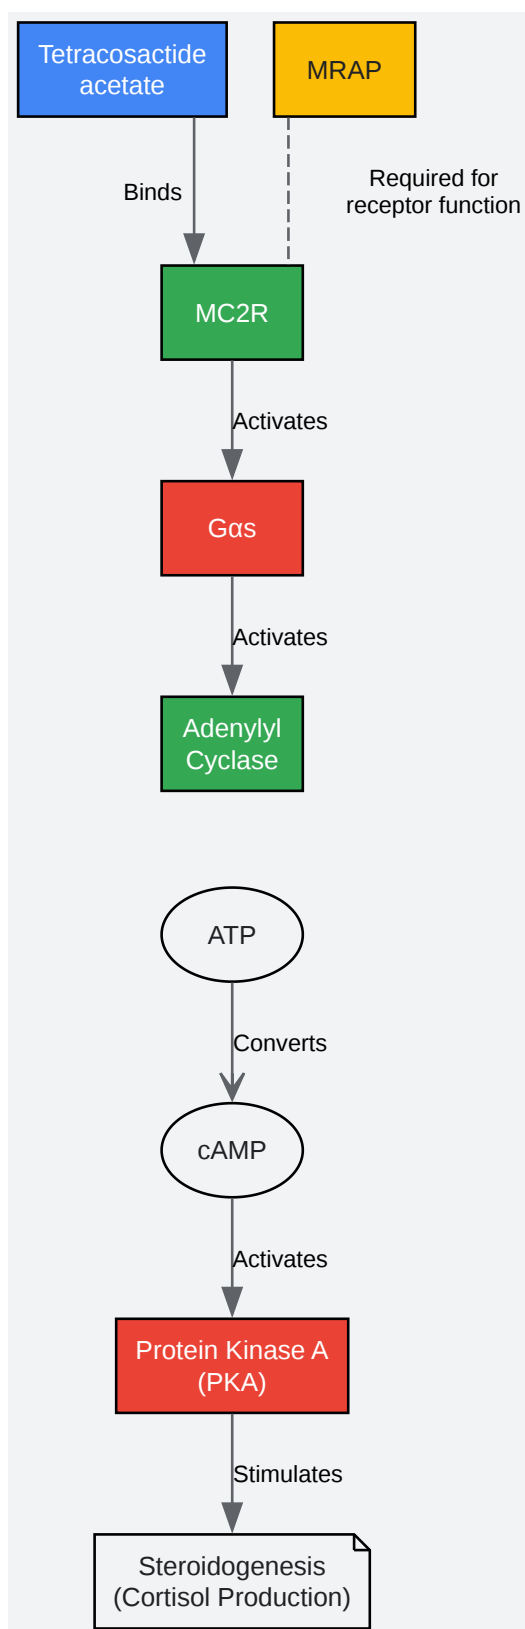 Tetracosactide
acetate
MRAP
Binds
Required for
receptor function
MC2R
Activates
Gαs
Activates
Adenylyl
Cyclase
ATP
Converts
cAMP
Activates
Protein Kinase A
(PKA)
Stimulates
Steroidogenesis
(Cortisol Production)